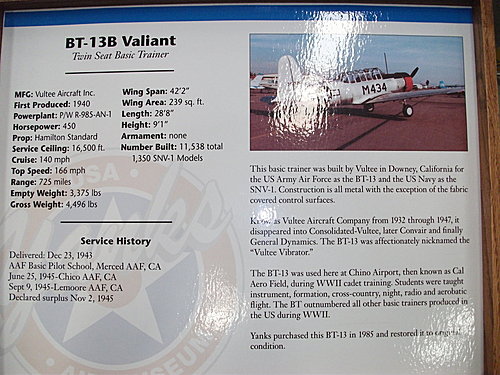 BT-13B Valiant
Twin Seat Basic Trainer
MFG: Vultee Aircraft Inc.
First Produced: 1940
Powerplant: P/W R-985-AN-1
Horsepower: 450
Prop: Hamilton Standard
Service Ceiling: 16,500 ft.
Cruise: 140 mph
Top Speed: 166 mph
Range: 725 miles
Empty Weight: 3,375 lbs
Gross Weight: 4,496 lbs
Wing Span: 42'2"
Wing Area: 239 sq. ft.
Length: 28'8"
Height: 9'1"
Armament: none
Number Built: 11,538 total
1,350 SNV-1 Models
Service History
Delivered: Dec 23, 1943
AAF Basic Pilot School, Merced AAF, CA
June 25, 1945-Chico AAF, CA
Sept 9, 1945-Lemoore AAF, CA
Declared surplus Nov 2, 1945
M434
This basic trainer was built by Vultee in Downey, California for
the US Army Air Force as the BT-13 and the US Navy as the
SNV-1. Construction is all metal with the exception of the fabric
covered control surfaces.
Known as Vultee Aircraft Company from 1932 through 1947, it
disappeared into Consolidated-Vultee, later Convair and finally
General Dynamics. The BT-13 was affectionately nicknamed the
"Vultee Vibrator."
The BT-13 was used here at Chino Airport, then known as Cal
Aero Field, during WWII cadet training. Students were taught
instrument, formation, cross-country, night, radio and aerobatic
flight. The BT outnumbered all other basic trainers produced in
the US during WWII.
Yanks purchased this BT-13 in 1985 and restored it to original
condition.